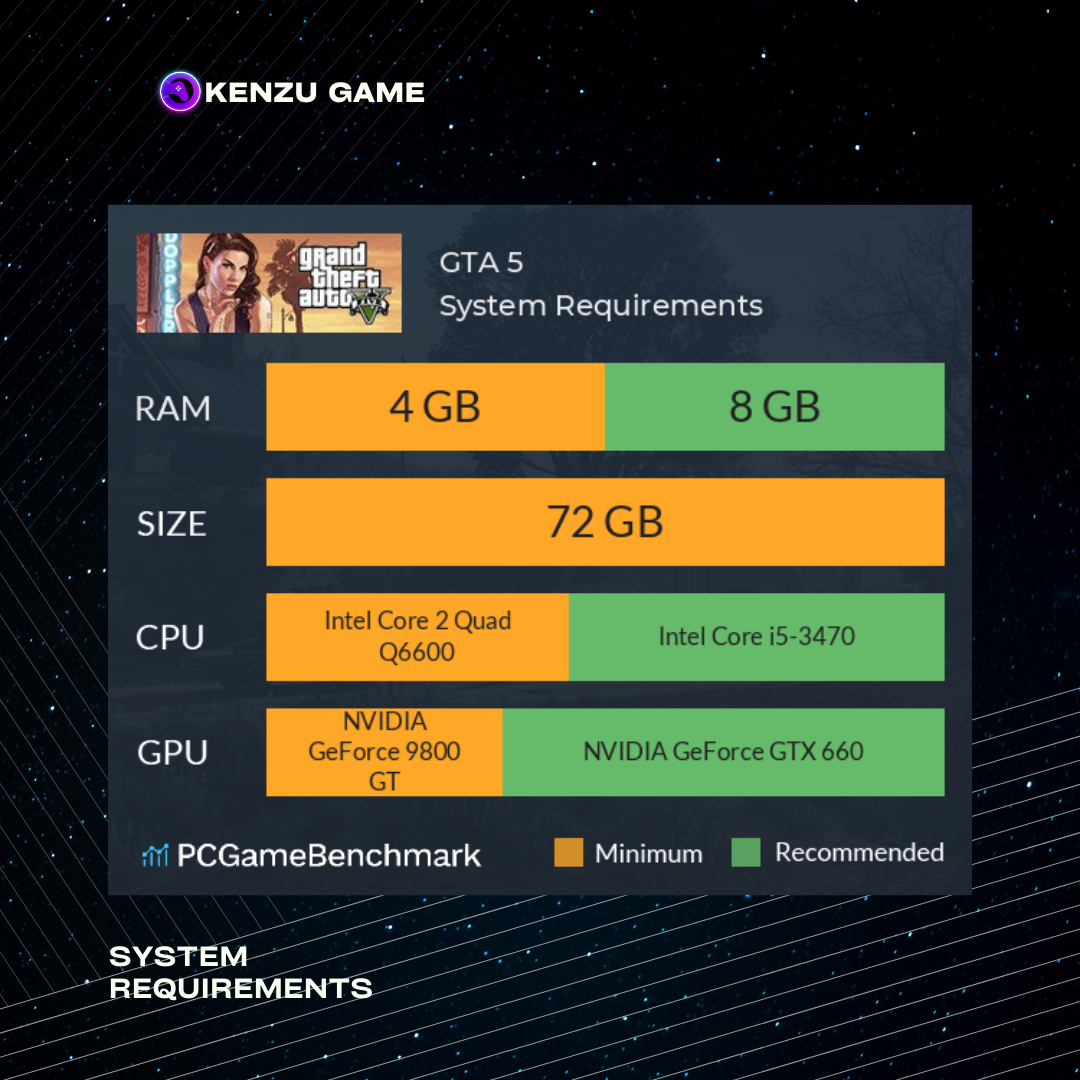 KENZU GAME
DOPPLER
grand
theft
auto
FIVE
GTA 5
System Requirements
RAM
4 GB
8 GB
SIZE
72 GB
CPU
Intel Core 2 Quad
Q6600
Intel Core i5-3470
GPU
NVIDIA
GeForce 9800
GT
NVIDIA GeForce GTX 660
PCGameBenchmark
Minimum
Recommended
SYSTEM
REQUIREMENTS